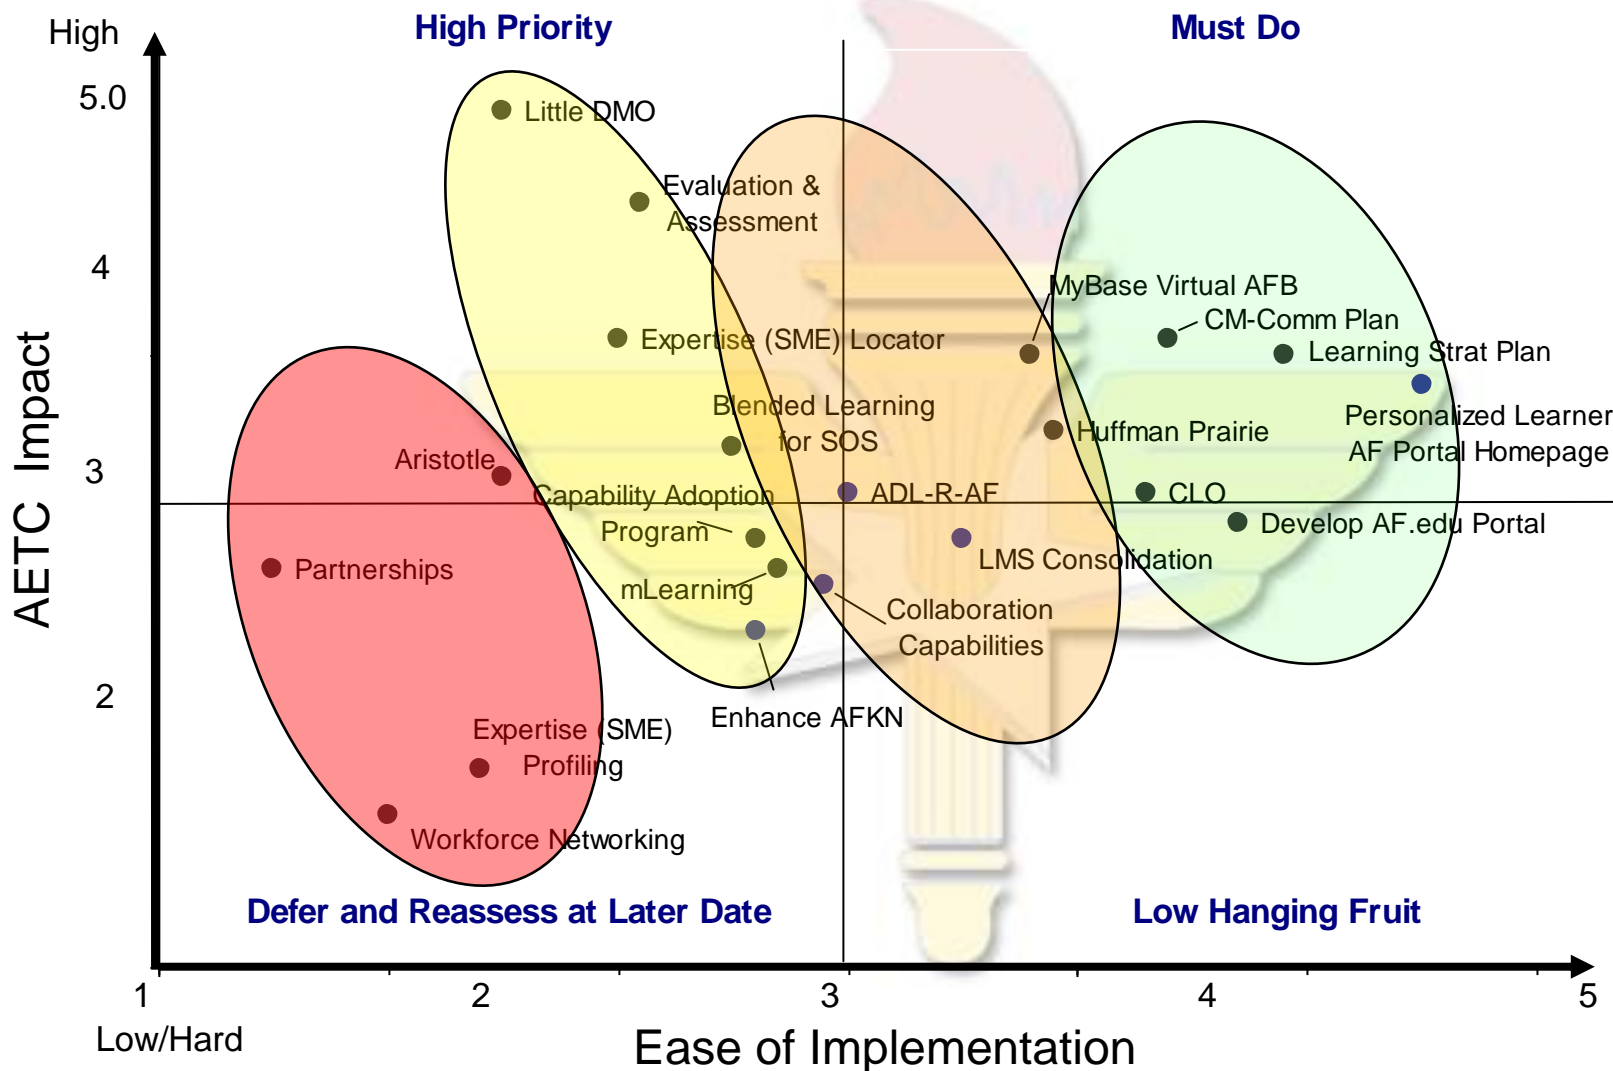 High
High Priority
Must Do
5.0
Little DMO
Evaluation &
Assessment
4
MyBase Virtual AFB
CM-Comm Plan
Expertise (SME) Locator
Learning Strat Plan
Blended Learning
for SOS
Personalized Learner
AF Portal Homepage
Huffman Prairie
Aristotle
3
Capability Adoption
Program
ADL-R-AF
CLO
Develop AF.edu Portal
LMS Consolidation
Partnerships
mLearning
Collaboration
Capabilities
2
Enhance AFKN
Expertise (SME)
Profiling
Workforce Networking
AETC Impact
Defer and Reassess at Later Date
Low Hanging Fruit
1 2 3 4 5
Low/Hard
Ease of Implementation